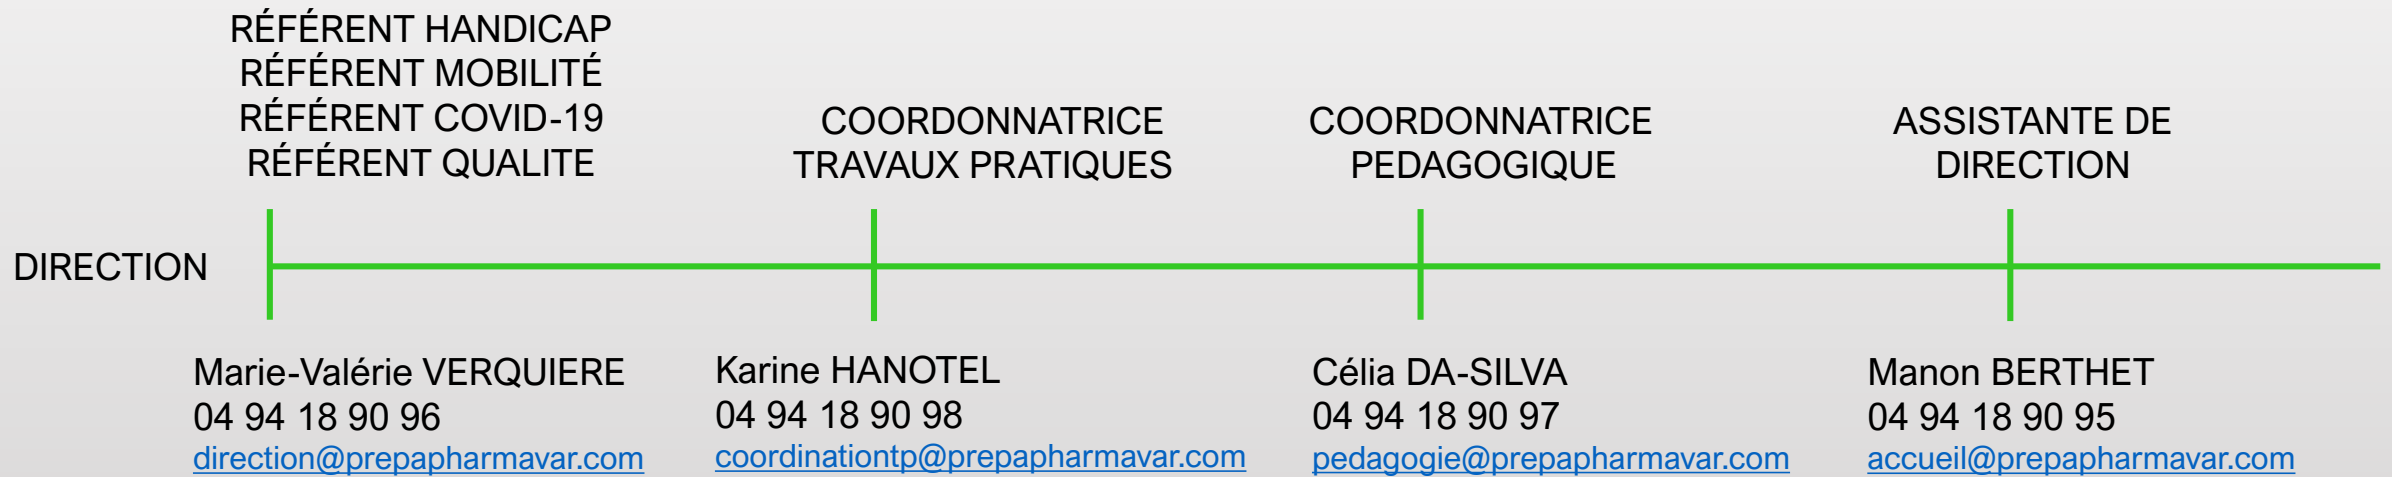 RÉFÉRENT HANDICAP
RÉFÉRENT MOBILITÉ
RÉFÉRENT COVID-19
RÉFÉRENT QUALITE
COORDONNATRICE
TRAVAUX PRATIQUES
COORDONNATRICE
PEDAGOGIQUE
ASSISTANTE DE
DIRECTION
DIRECTION
Marie-Valérie VERQUIERE
04 94 18 90 96
direction@prepapharmavar.com
Karine HANOTEL
04 94 18 90 98
coordinationtp@prepapharmavar.com
Célia DA-SILVA
04 94 18 90 97
pedagogie@prepapharmavar.com
Manon BERTHET
04 94 18 90 95
accueil@prepapharmavar.com